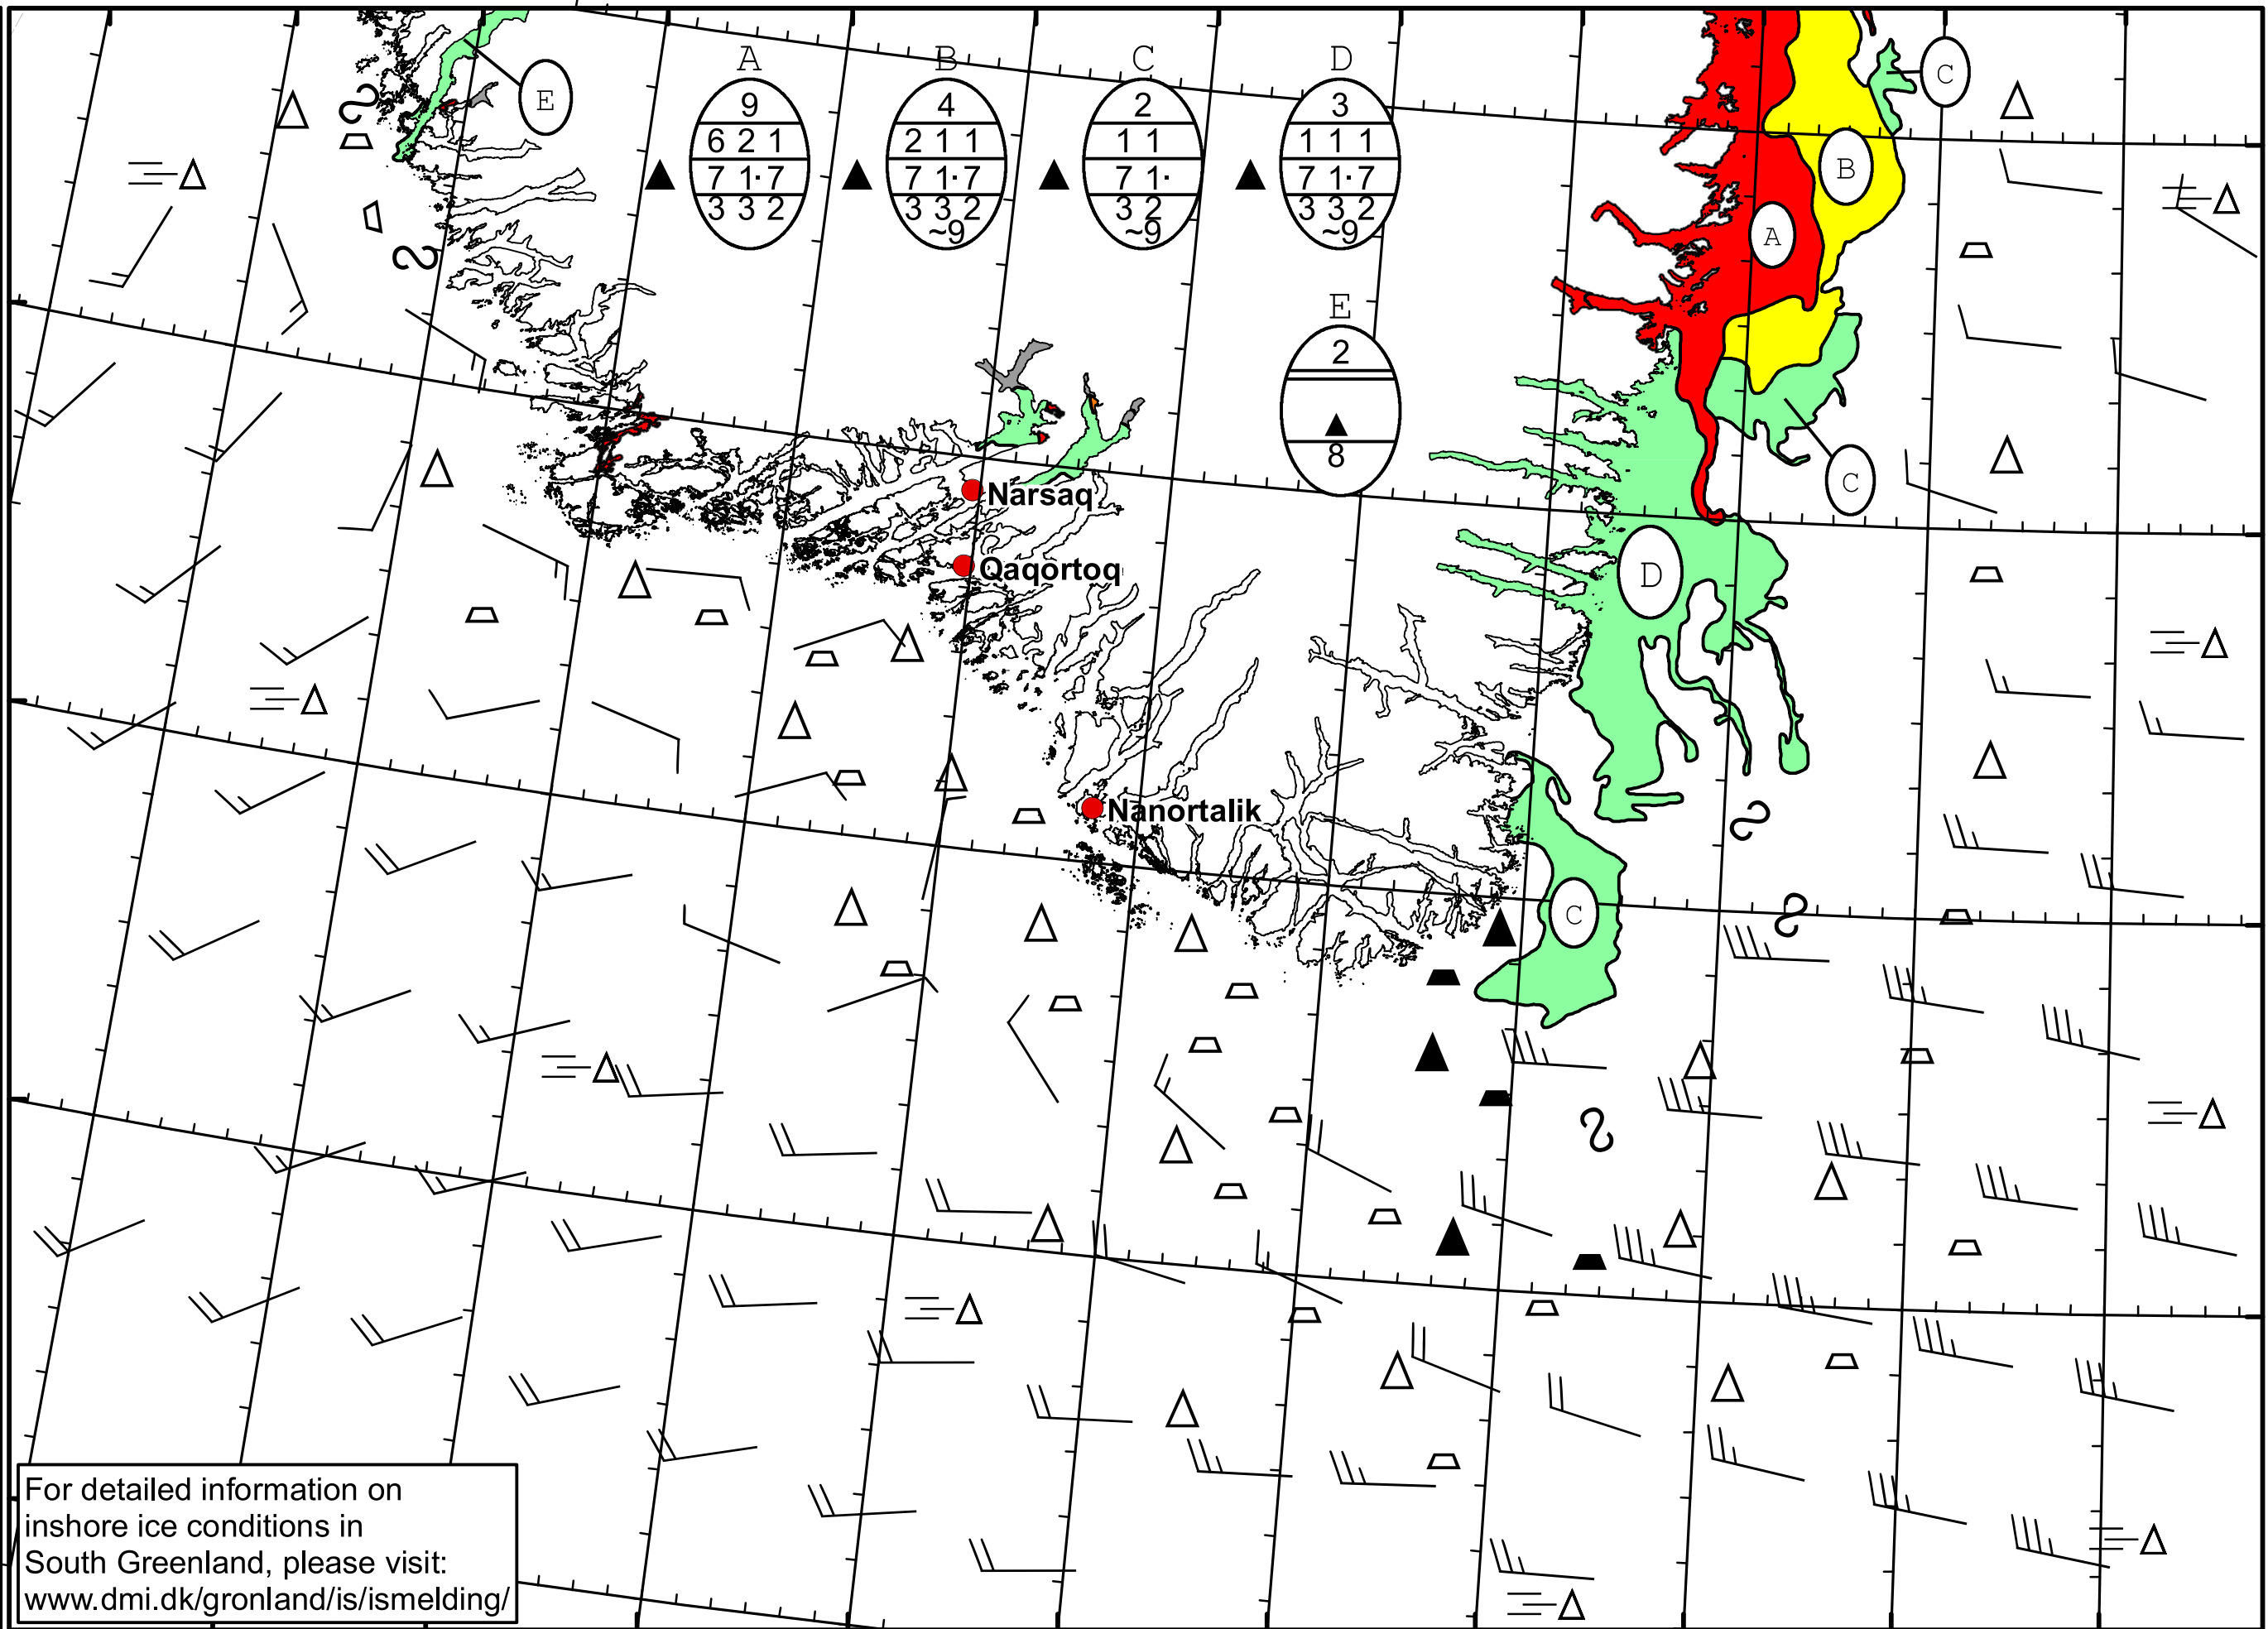 A B C D
9
6 2 1
7 1· 7
3 3 2
4
2 1 1
7 1· 7
3 3 2
~9
2
1 1
7 1·
3 2
~9
3
1 1 1
7 1· 7
3 3 2
~9
E
2
8
E
C
B
A
C
D
C
Narsaq
Qaqortoq
Nanortalik
For detailed information on
inshore ice conditions in
South Greenland, please visit:
www.dmi.dk/gronland/is/ismelding/